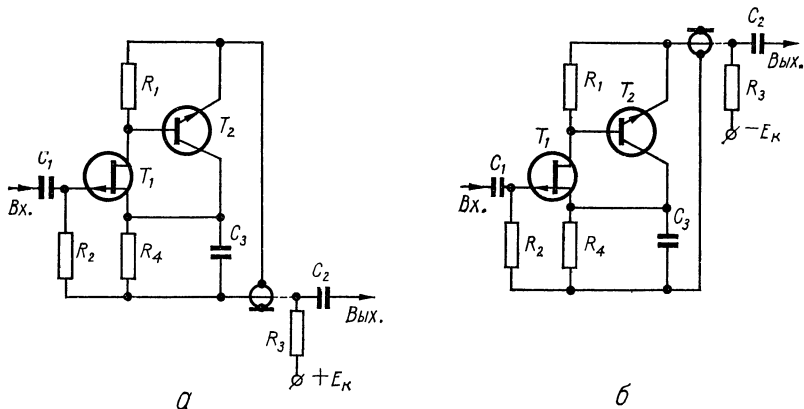 R₁
T₂
C₁
T₁
Вх.
R₂
R₄
C₃
C₂
Вых.
R₃
+Eк
а
C₂
Вых.
R₁
T₂
R₃
−Eк
C₁
T₁
Вх.
R₂
R₄
C₃
б